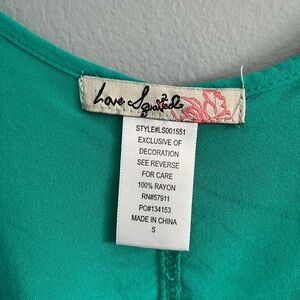 Love Squared
STYLE#LS001551
EXCLUSIVE OF
DECORATION
SEE REVERSE
FOR CARE
100% RAYON
RN#57911
PO#134153
MADE IN CHINA
S